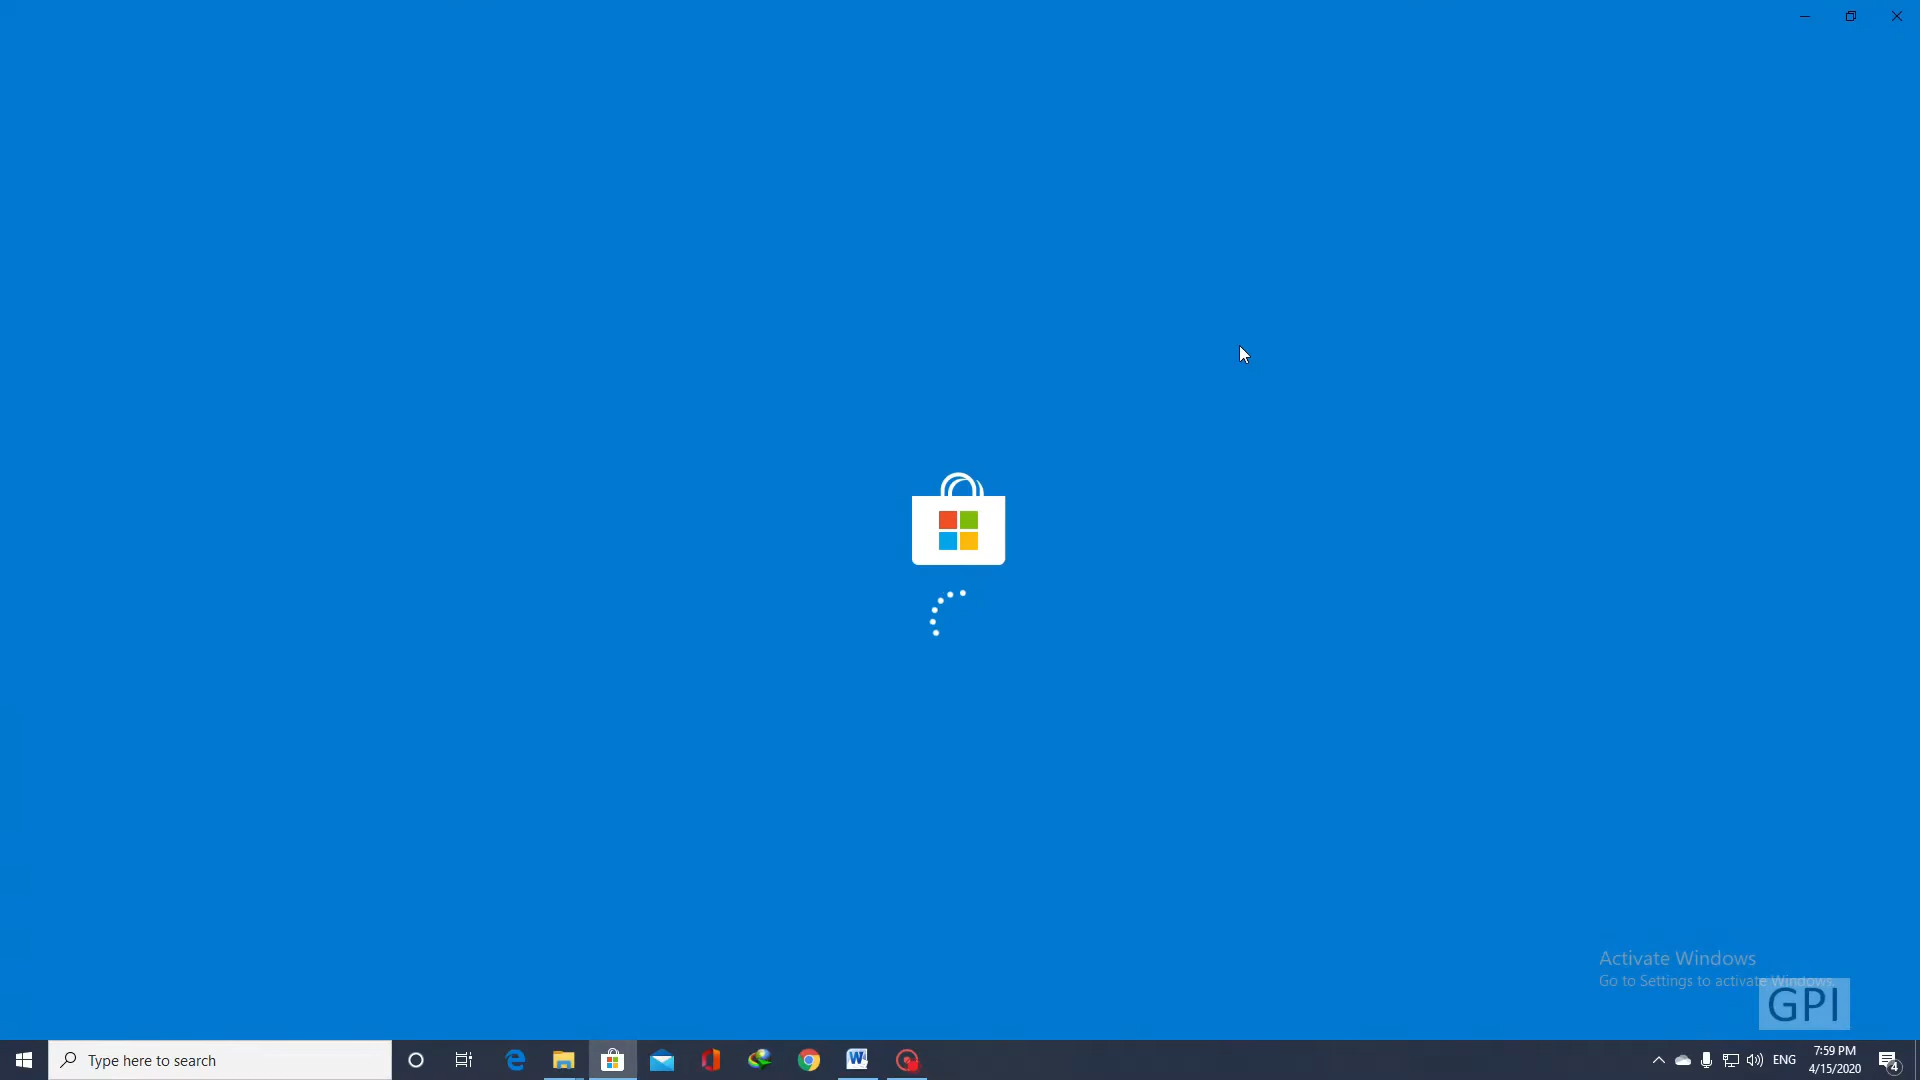 Activate Windows
Go to Settings to activate Windows.
GPI
Type here to search
ENG
7:59 PM
4/15/2020
4